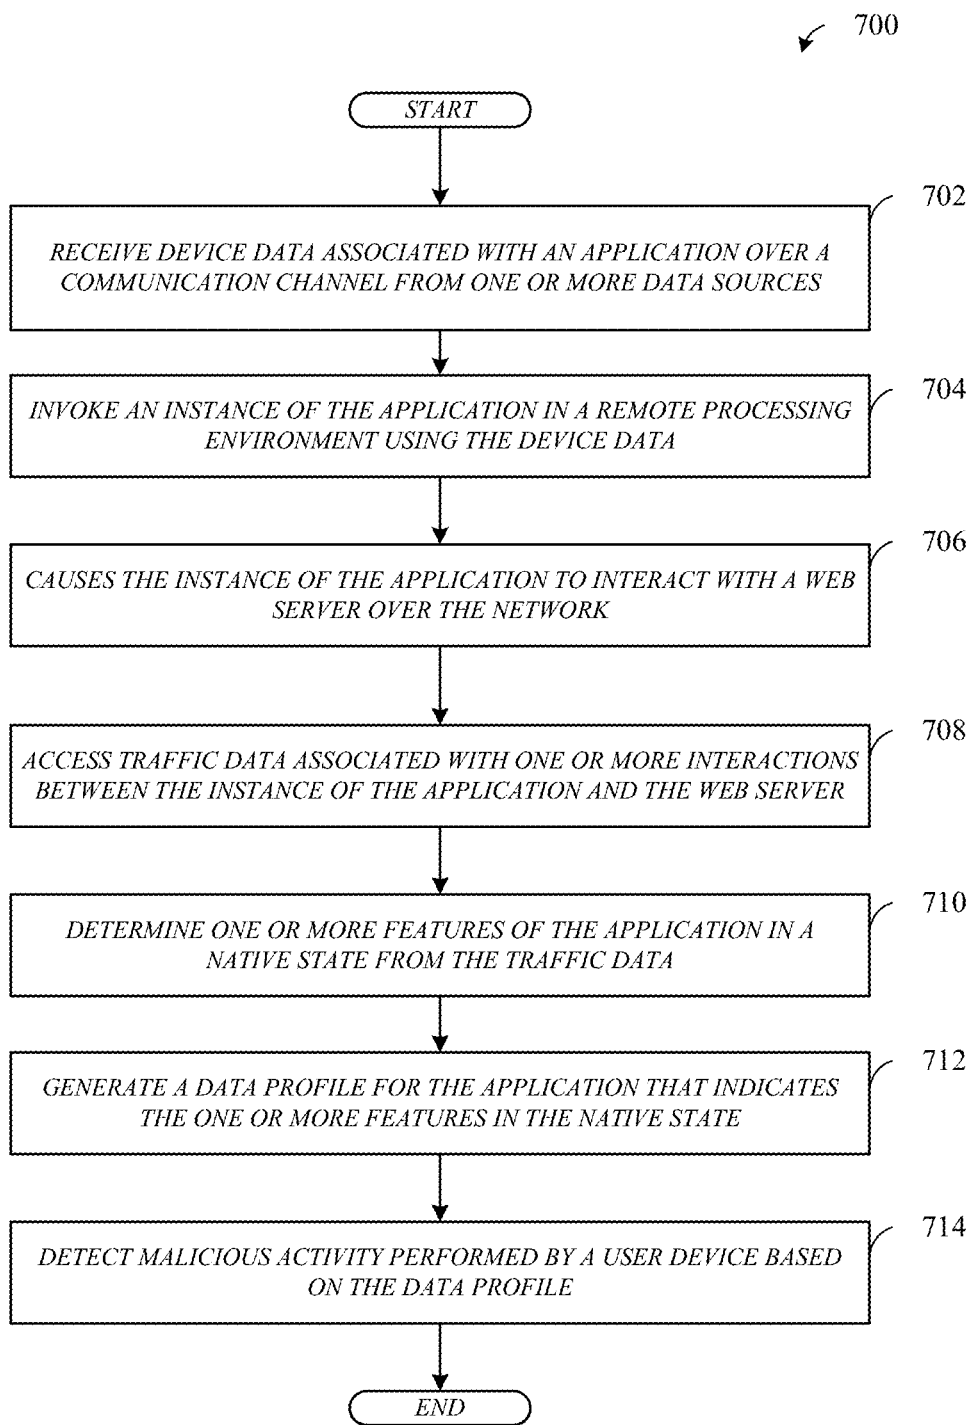 700
START
702
RECEIVE DEVICE DATA ASSOCIATED WITH AN APPLICATION OVER A
COMMUNICATION CHANNEL FROM ONE OR MORE DATA SOURCES
704
INVOKE AN INSTANCE OF THE APPLICATION IN A REMOTE PROCESSING
ENVIRONMENT USING THE DEVICE DATA
706
CAUSES THE INSTANCE OF THE APPLICATION TO INTERACT WITH A WEB
SERVER OVER THE NETWORK
708
ACCESS TRAFFIC DATA ASSOCIATED WITH ONE OR MORE INTERACTIONS
BETWEEN THE INSTANCE OF THE APPLICATION AND THE WEB SERVER
710
DETERMINE ONE OR MORE FEATURES OF THE APPLICATION IN A
NATIVE STATE FROM THE TRAFFIC DATA
712
GENERATE A DATA PROFILE FOR THE APPLICATION THAT INDICATES
THE ONE OR MORE FEATURES IN THE NATIVE STATE
714
DETECT MALICIOUS ACTIVITY PERFORMED BY A USER DEVICE BASED
ON THE DATA PROFILE
END